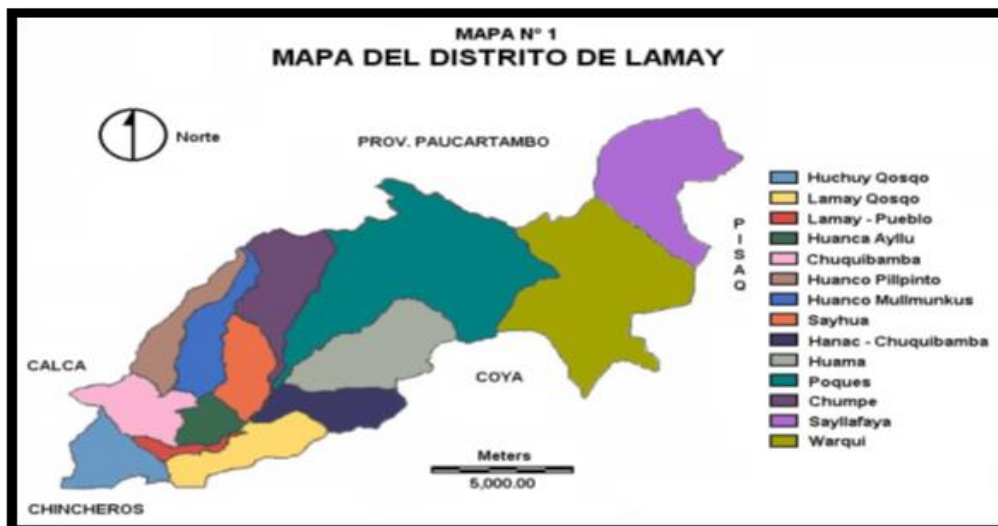 MAPA N° 1
MAPA DEL DISTRITO DE LAMAY
Norte
PROV. PAUCARTAMBO
PISAQ
CALCA
COYA
CHINCHEROS
Huchuy Qosqo
Lamay Qosqo
Lamay - Pueblo
Huanca Ayllu
Chuquibamba
Huanco Pillpinto
Huanco Mullmunkus
Sayhua
Hanac - Chuquibamba
Huama
Poques
Chumpe
Sayllafaya
Warqui
Meters
5,000.00